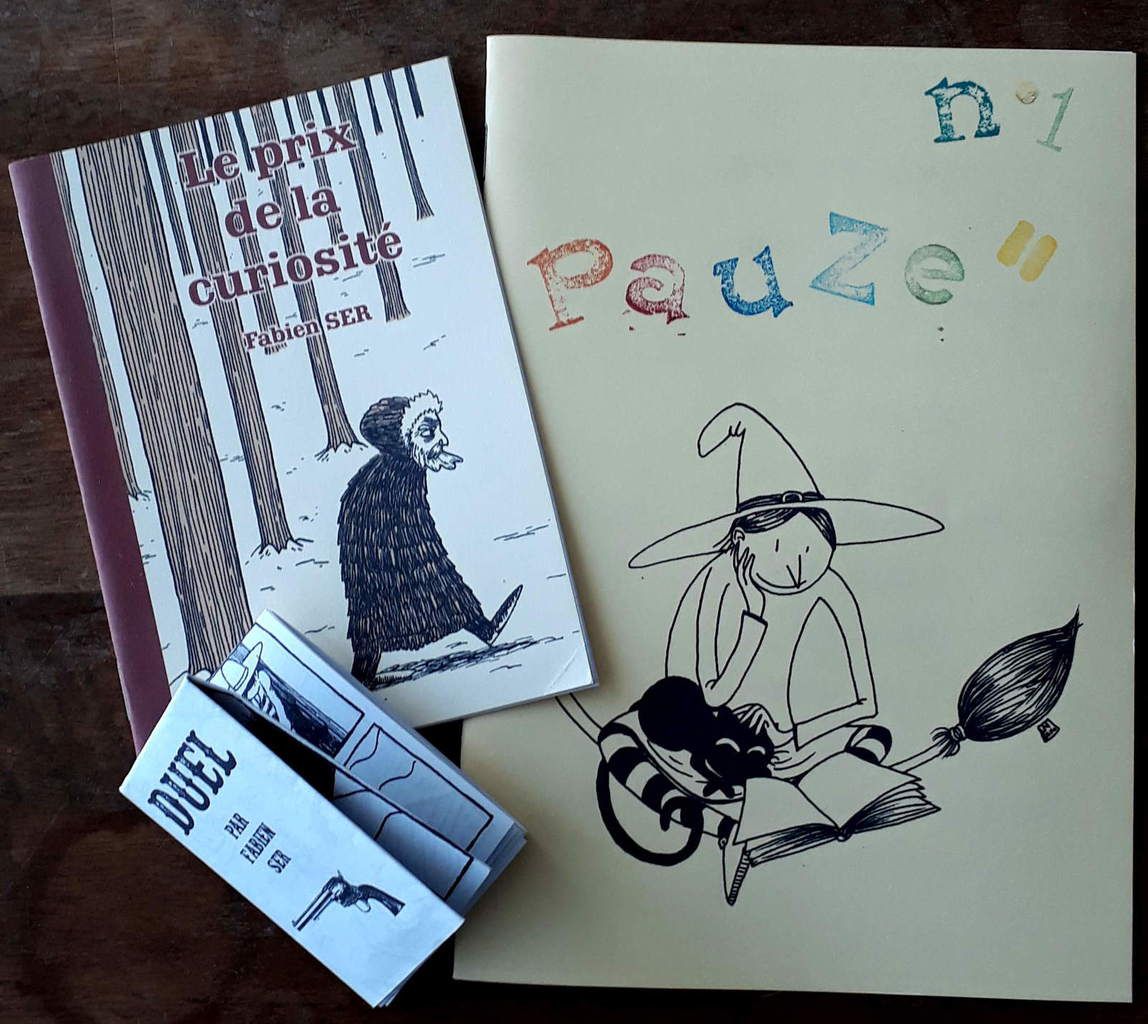 Le prix
de la
curiosité
Fabien SER
n°1
Pauze"
DUEL
PAR
FABIEN
SER